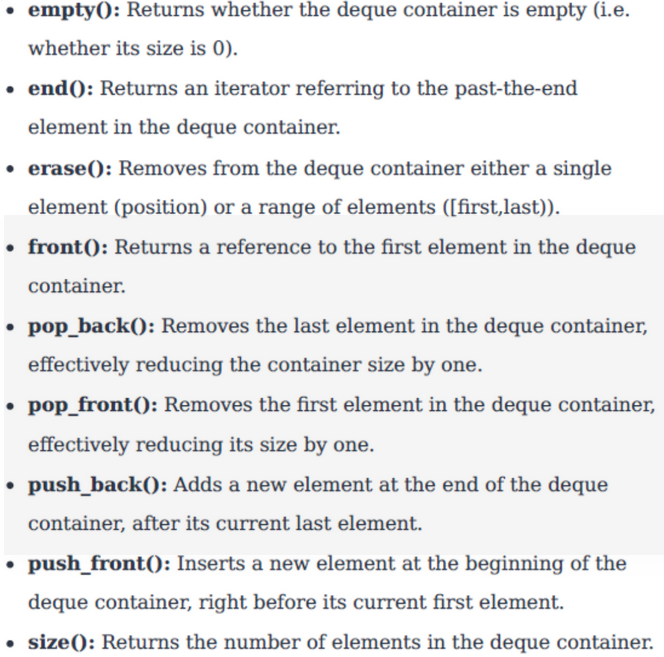 • empty(): Returns whether the deque container is empty (i.e.
whether its size is 0).
• end(): Returns an iterator referring to the past-the-end
element in the deque container.
• erase(): Removes from the deque container either a single
element (position) or a range of elements ([first,last)).
• front(): Returns a reference to the first element in the deque
container.
• pop_back(): Removes the last element in the deque container,
effectively reducing the container size by one.
• pop_front(): Removes the first element in the deque container,
effectively reducing its size by one.
• push_back(): Adds a new element at the end of the deque
container, after its current last element.
• push_front(): Inserts a new element at the beginning of the
deque container, right before its current first element.
• size(): Returns the number of elements in the deque container.